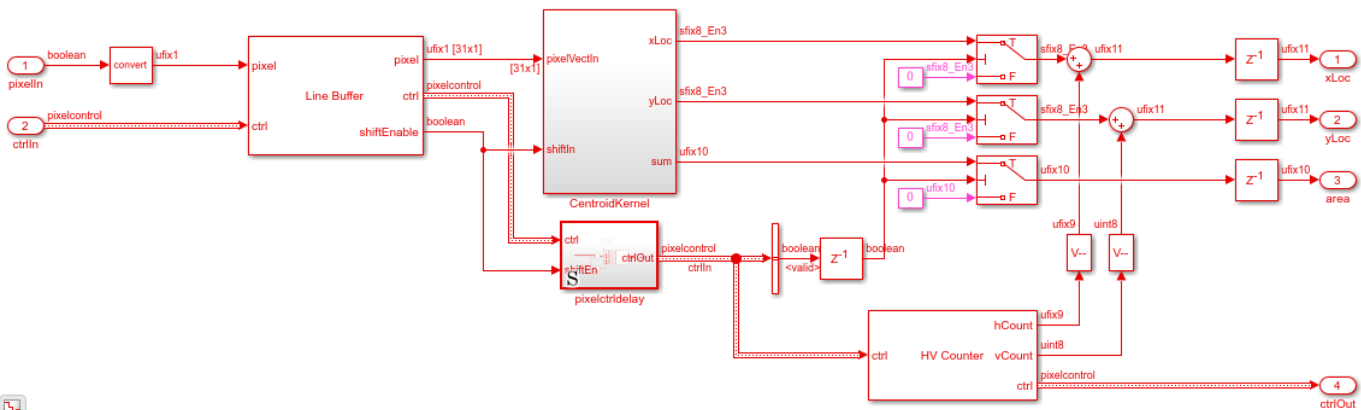 boolean
ufix1
1
pixelIn
convert
pixelcontrol
2
ctrlIn
pixel
ctrl
Line Buffer
pixel
ctrl
shiftEnable
ufix1 [31x1]
[31x1]
pixelcontrol
boolean
pixelVectIn
shiftIn
xLoc
yLoc
sum
CentroidKernel
sfix8_En3
sfix8_En3
ufix10
ctrl
shiftEn
S
ctrlOut
pixelctrldelay
pixelcontrol
ctrlIn
boolean
<valid>
z-1
boolean
0
sfix8_En3
T
F
0
sfix8_En3
T
F
0
ufix10
T
F
sfix8_En3
ufix11
sfix8_En3
ufix11
ufix10
++
++
ufix9
uint8
V--
V--
ctrl
HV Counter
hCount
vCount
ctrl
ufix9
uint8
pixelcontrol
z-1
ufix11
1
xLoc
z-1
ufix11
2
yLoc
z-1
ufix10
3
area
4
ctrlOut